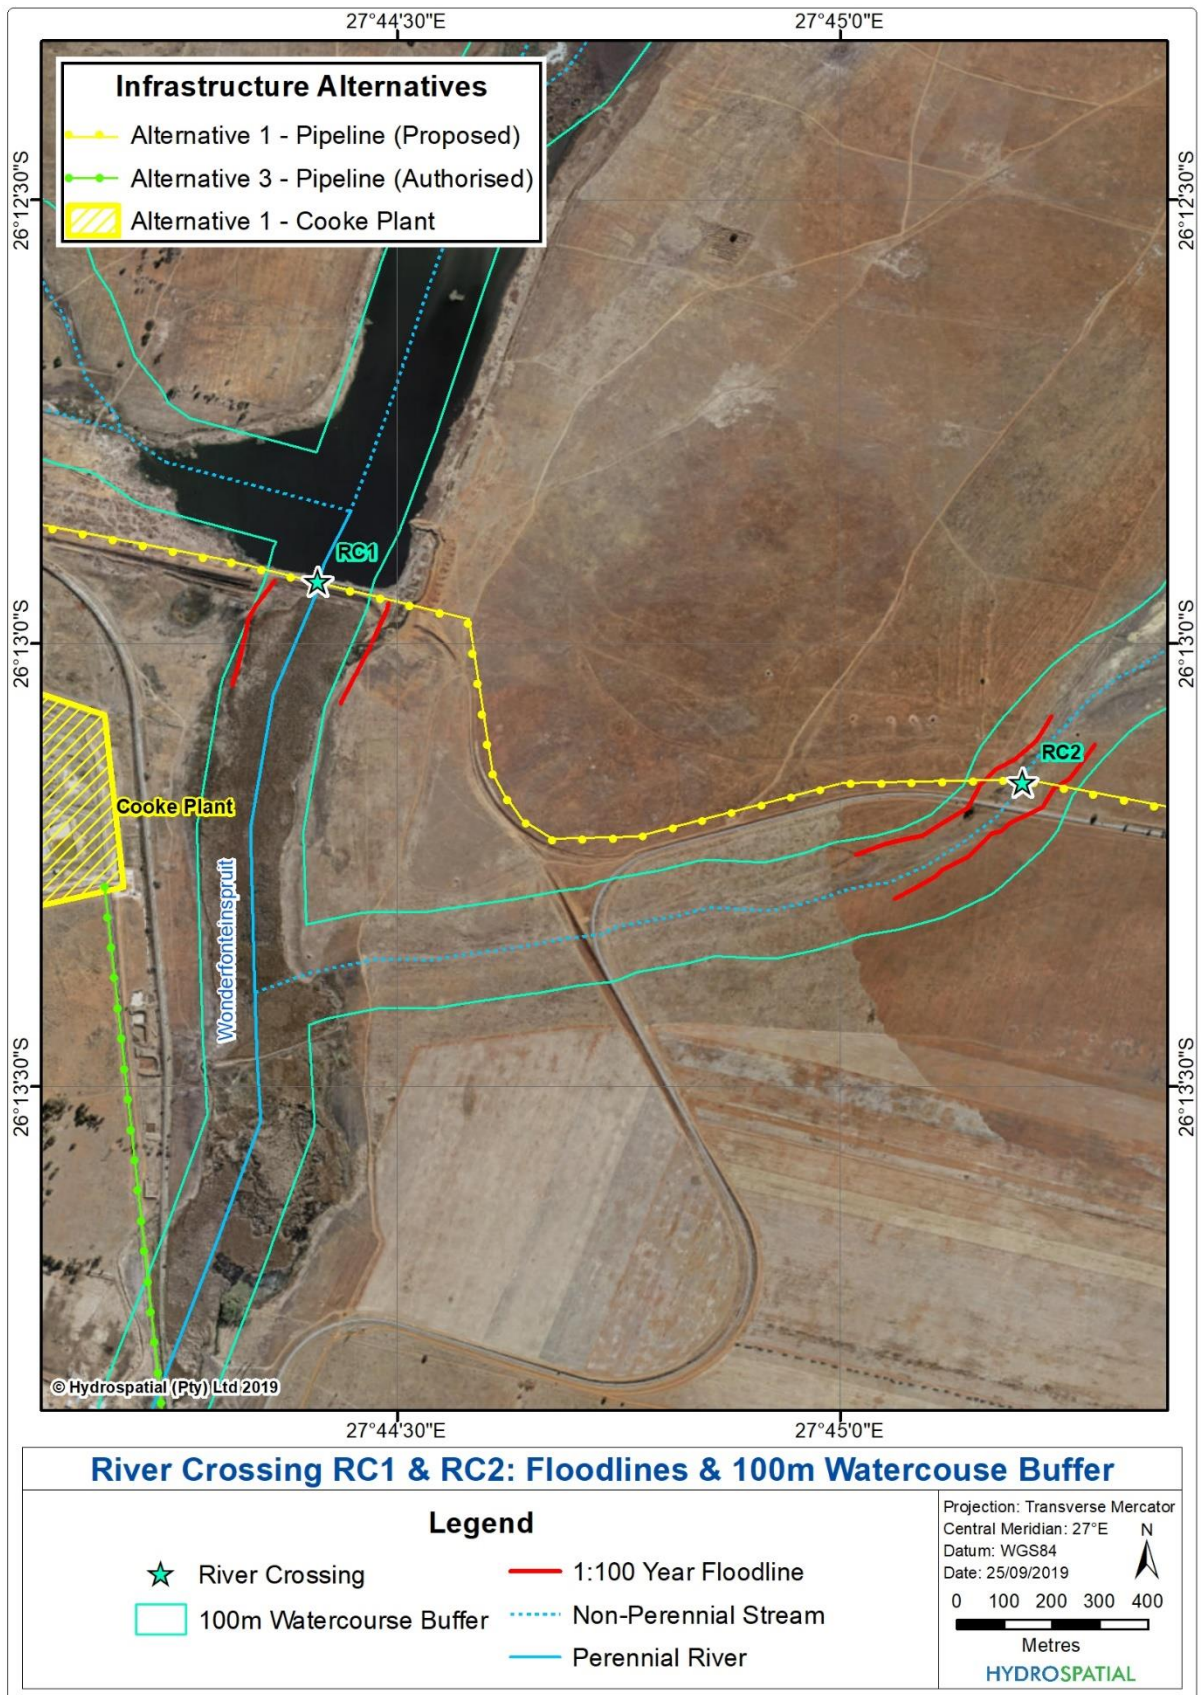 27°44'30"E
27°45'0"E
Infrastructure Alternatives
Alternative 1 - Pipeline (Proposed)
Alternative 3 - Pipeline (Authorised)
Alternative 1 - Cooke Plant
26°12'30"S
26°12'30"S
RC1
26°13'0"S
26°13'0"S
RC2
Cooke Plant
Wonderfonteinspruit
26°13'30"S
26°13'30"S
© Hydrospatial (Pty) Ltd 2019
27°44'30"E
27°45'0"E
River Crossing RC1 & RC2: Floodlines & 100m Watercouse Buffer
Legend
River Crossing
100m Watercourse Buffer
1:100 Year Floodline
Non-Perennial Stream
Perennial River
Projection: Transverse Mercator
Central Meridian: 27°E
Datum: WGS84
Date: 25/09/2019
N
0 100 200 300 400
Metres
HYDROSPATIAL